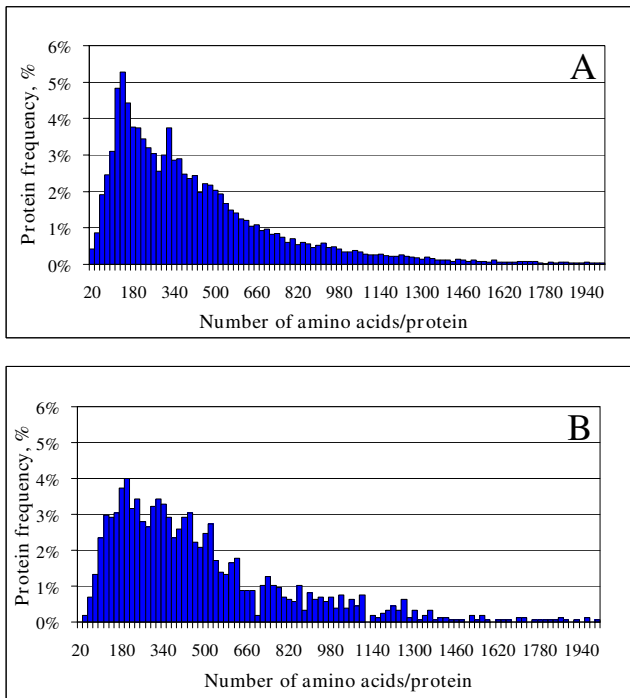 6%
A
5%
4%
3%
2%
1%
0%
Protein frequency, %
20 180 340 500 660 820 980 1140 1300 1460 1620 1780 1940
Number of amino acids/protein
6%
B
5%
4%
3%
2%
1%
0%
Protein frequency, %
20 180 340 500 660 820 980 1140 1300 1460 1620 1780 1940
Number of amino acids/protein